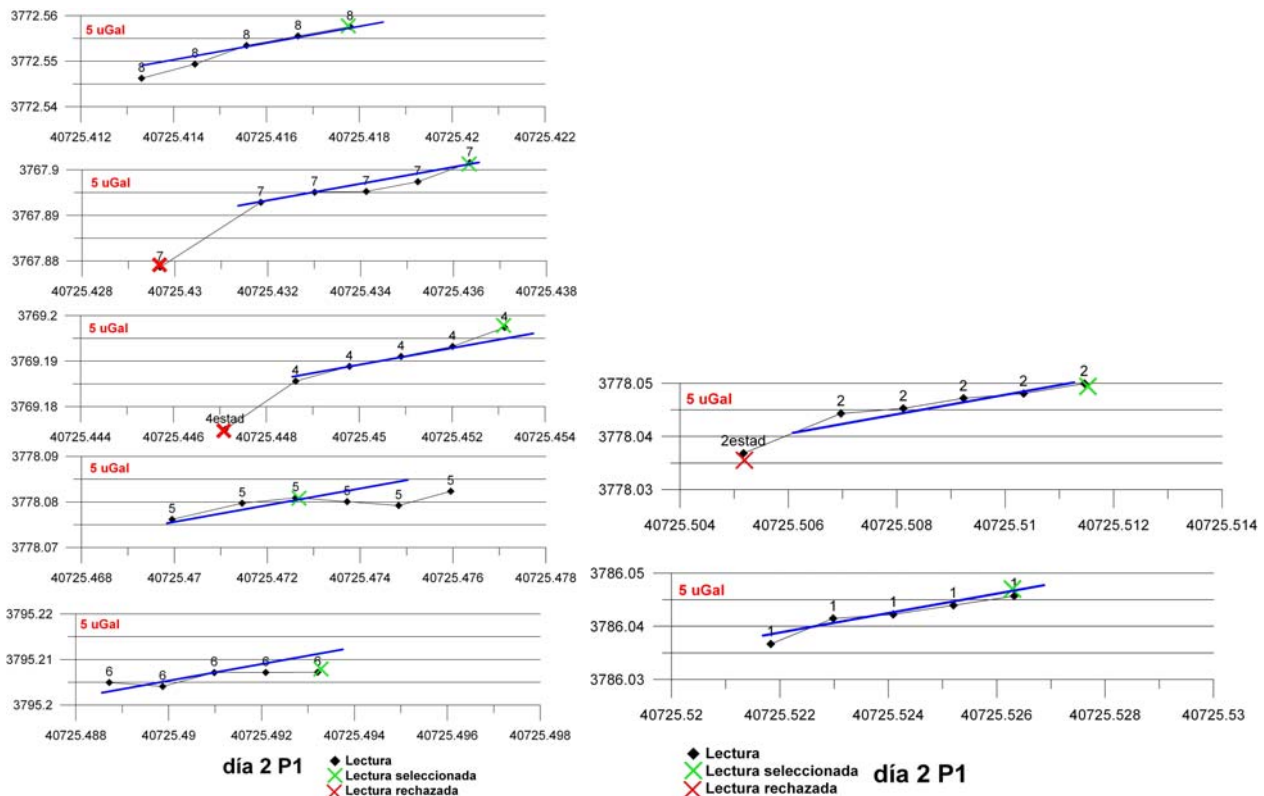 3772.56
5 uGal
8 8 8 8 8
3772.55
3772.54
40725.412 40725.414 40725.416 40725.418 40725.42 40725.422
3767.9
5 uGal
7 7 7 7 7 7
3767.89
3767.88
40725.428 40725.43 40725.432 40725.434 40725.436 40725.438
3769.2
5 uGal
4estad 4 4 4 4 4
3769.19
3769.18
40725.444 40725.446 40725.448 40725.45 40725.452 40725.454
3778.09
5 uGal
5 5 5 5 5 5
3778.08
3778.07
40725.468 40725.47 40725.472 40725.474 40725.476 40725.478
3795.22
5 uGal
6 6 6 6 6
3795.21
3795.2
40725.488 40725.49 40725.492 40725.494 40725.496 40725.498
día 2 P1
Lectura
Lectura seleccionada
Lectura rechazada
3778.05
5 uGal
2estad 2 2 2 2 2
3778.04
3778.03
40725.504 40725.506 40725.508 40725.51 40725.512 40725.514
3786.05
5 uGal
1 1 1 1 1
3786.04
3786.03
40725.52 40725.522 40725.524 40725.526 40725.528 40725.53
Lectura
Lectura seleccionada
Lectura rechazada
día 2 P1